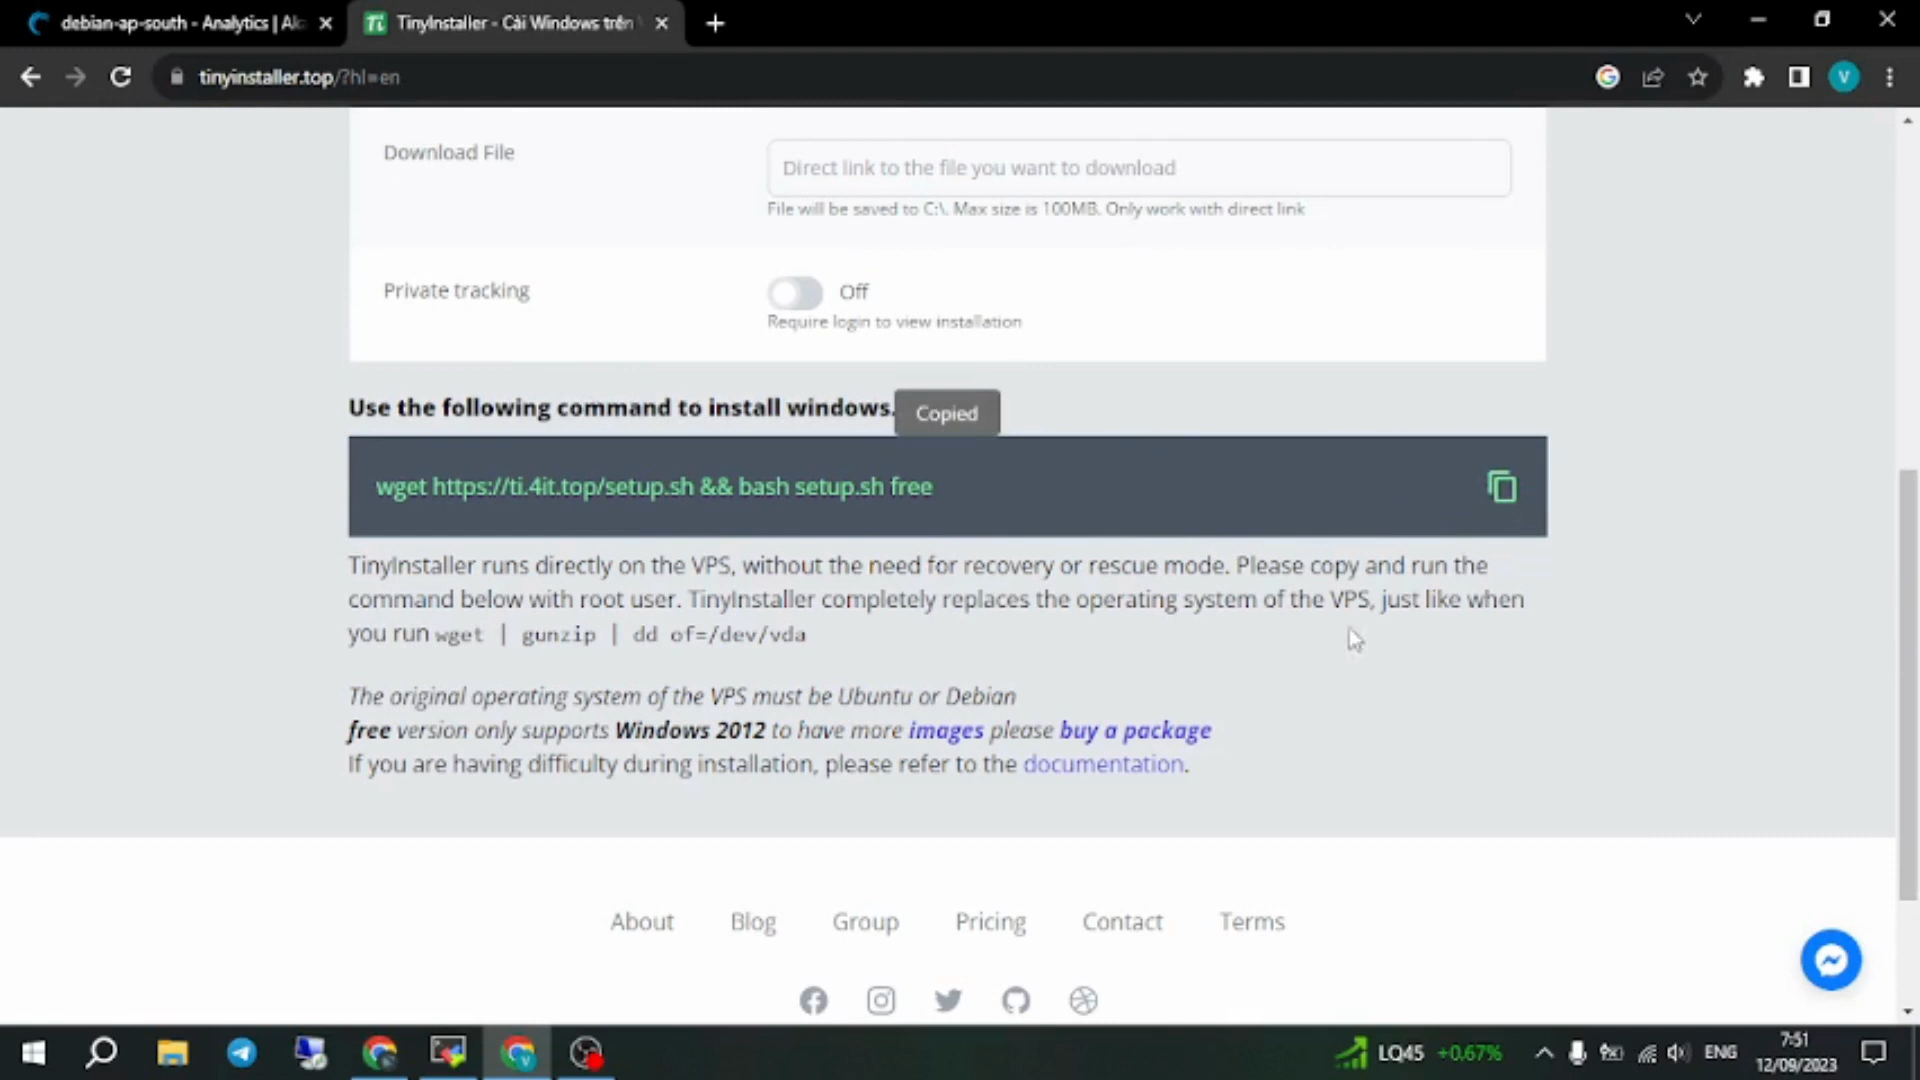 debian-ap-south - Analytics | Ak
TinyInstaller - Cài Windows trên
tinyinstaller.top/?hl=en
V
Download File
Direct link to the file you want to download
File will be saved to C:\. Max size is 100MB. Only work with direct link
Private tracking
Off
Require login to view installation
Use the following command to install windows.
Copied
wget https://ti.4it.top/setup.sh && bash setup.sh free
TinyInstaller runs directly on the VPS, without the need for recovery or rescue mode. Please copy and run the
command below with root user. TinyInstaller completely replaces the operating system of the VPS, just like when
you run wget | gunzip | dd of=/dev/vda
The original operating system of the VPS must be Ubuntu or Debian
free version only supports Windows 2012 to have more images please buy a package
If you are having difficulty during installation, please refer to the documentation.
About Blog Group Pricing Contact Terms
LQ45 +0.67%
ENG
7:51
12/09/2023